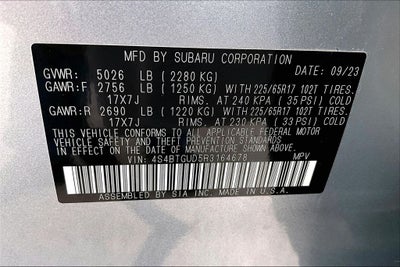 MFD BY SUBARU CORPORATION
GVWR: 5026 LB (2280 KG) DATE: 09/23
GAWR:F 2756 LB (1250 KG) WITH 225/65R17 102T TIRES.
17X7J RIMS. AT 240 KPA (35 PSI) COLD
GAWR:R 2690 LB (1220 KG) WITH 225/65R17 102T TIRES.
17X7J RIMS. AT 230 KPA (33 PSI) COLD
THIS VEHICLE CONFORMS TO ALL APPLICABLE FEDERAL MOTOR
VEHICLE SAFETY AND THEFT PREVENTION STANDARDS
IN EFFECT ON THE DATE OF MANUFACTURE SHOWN ABOVE.
VIN: 4S4BTGUD5R3164678 MPV
ASSEMBLED BY SIA INC. MADE IN U.S.A.